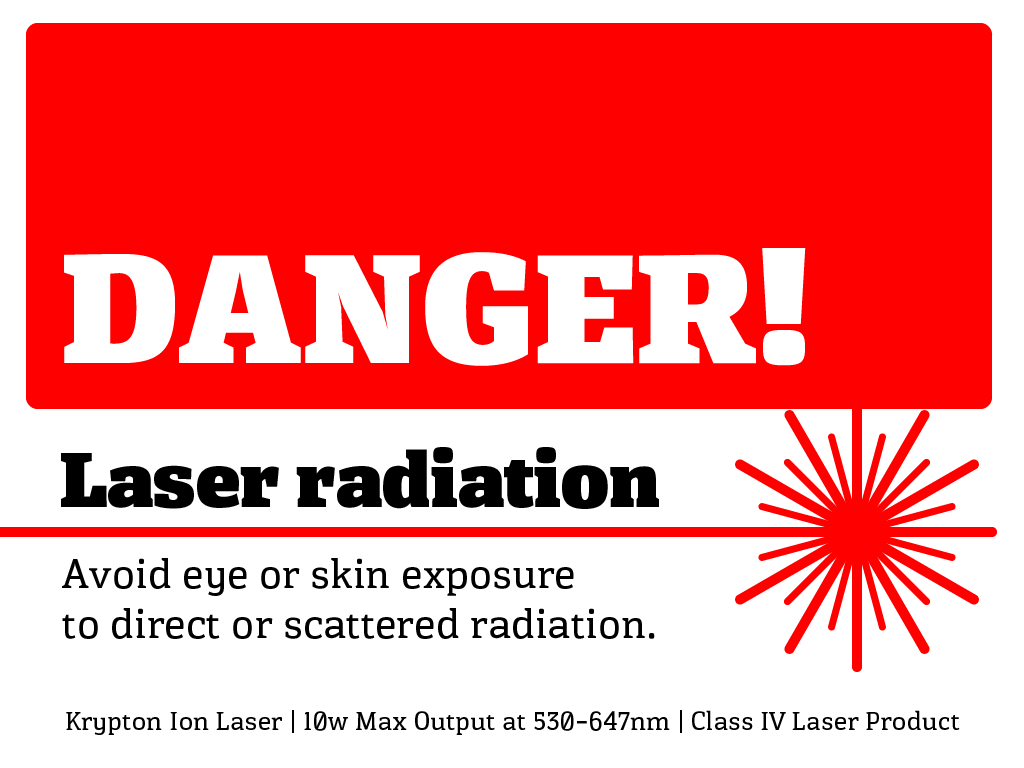 DANGER!
Laser radiation
Avoid eye or skin exposure
to direct or scattered radiation.
Krypton Ion Laser | 10w Max Output at 530–647nm | Class IV Laser Product